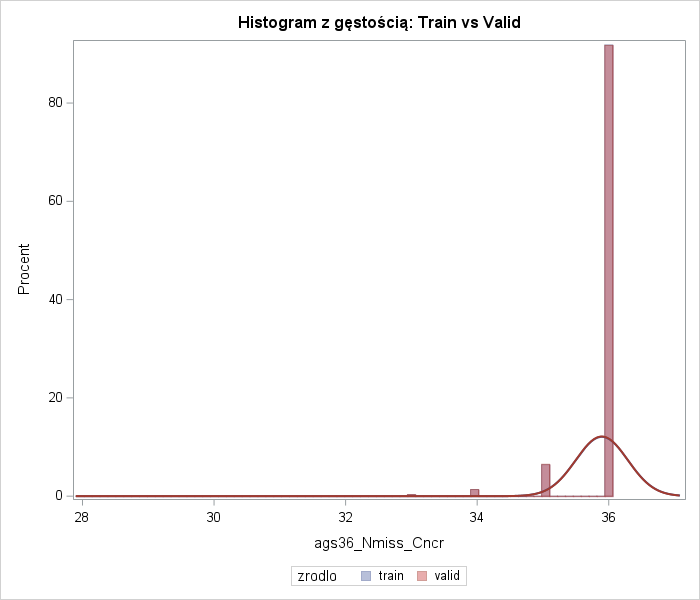 Histogram z gęstością: Train vs Valid
Procent
80
60
40
20
0
28 30 32 34 36
ags36_Nmiss_Cncr
zrodlo train valid